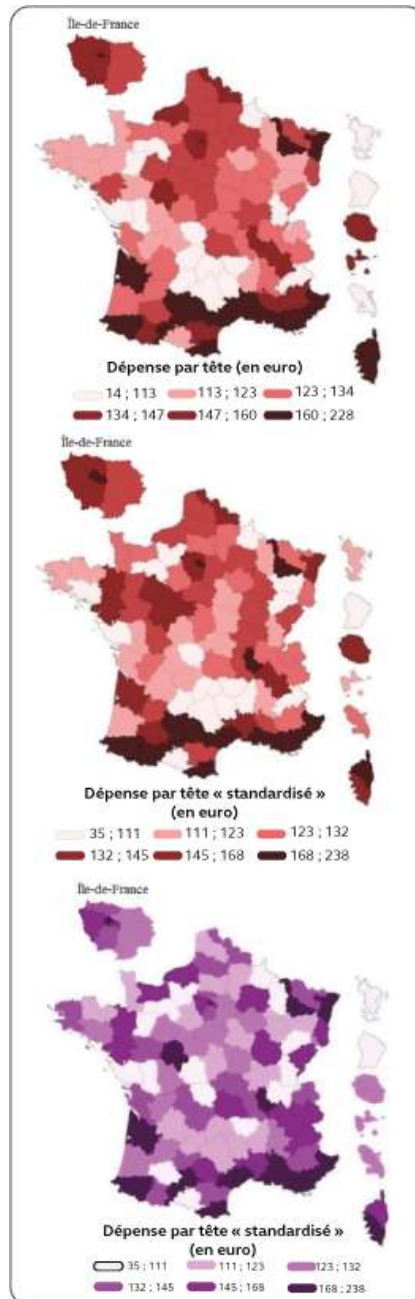 Île-de-France
Dépense par tête (en euro)
14 ; 113 113 ; 123 123 ; 134
134 ; 147 147 ; 160 160 ; 228
Île-de-France
Dépense par tête « standardisé »
(en euro)
35 ; 111 111 ; 123 123 ; 132
132 ; 145 145 ; 168 168 ; 238
Île-de-France
Dépense par tête « standardisé »
(en euro)
35 ; 111 111 ; 123 123 ; 132
132 ; 145 145 ; 168 168 ; 238